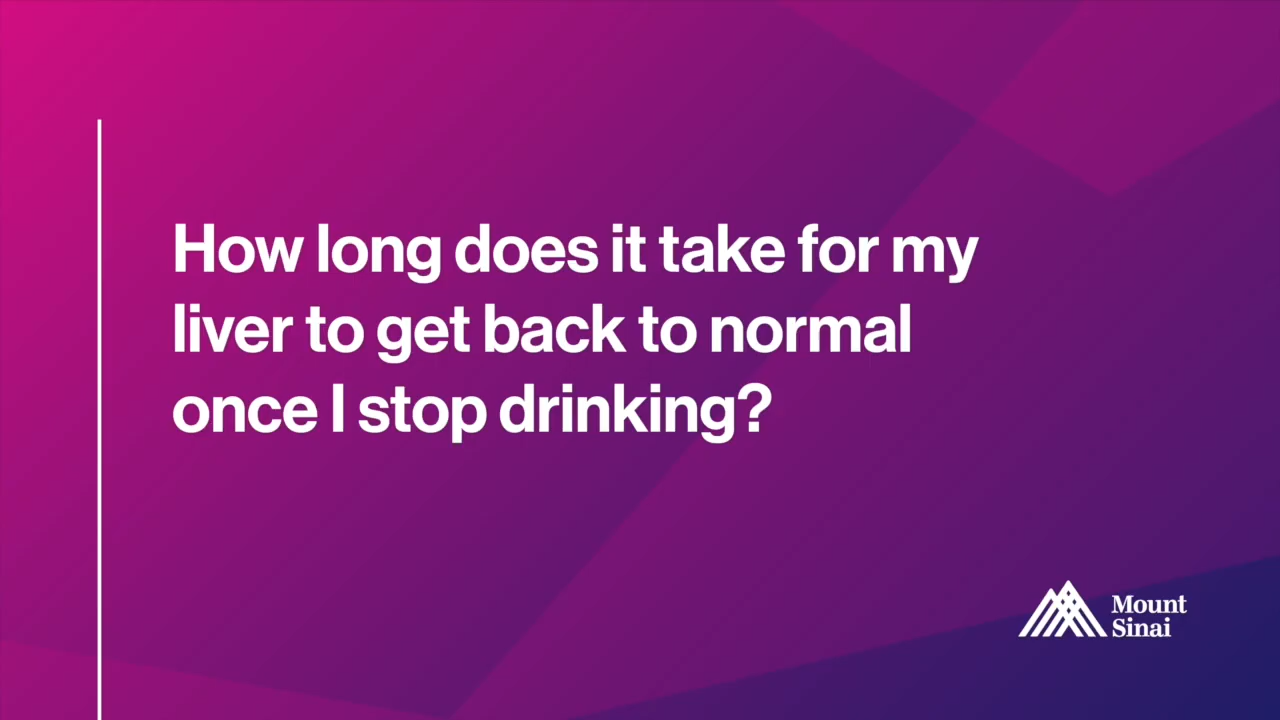 How long does it take for my
liver to get back to normal
once I stop drinking?
Mount
Sinai